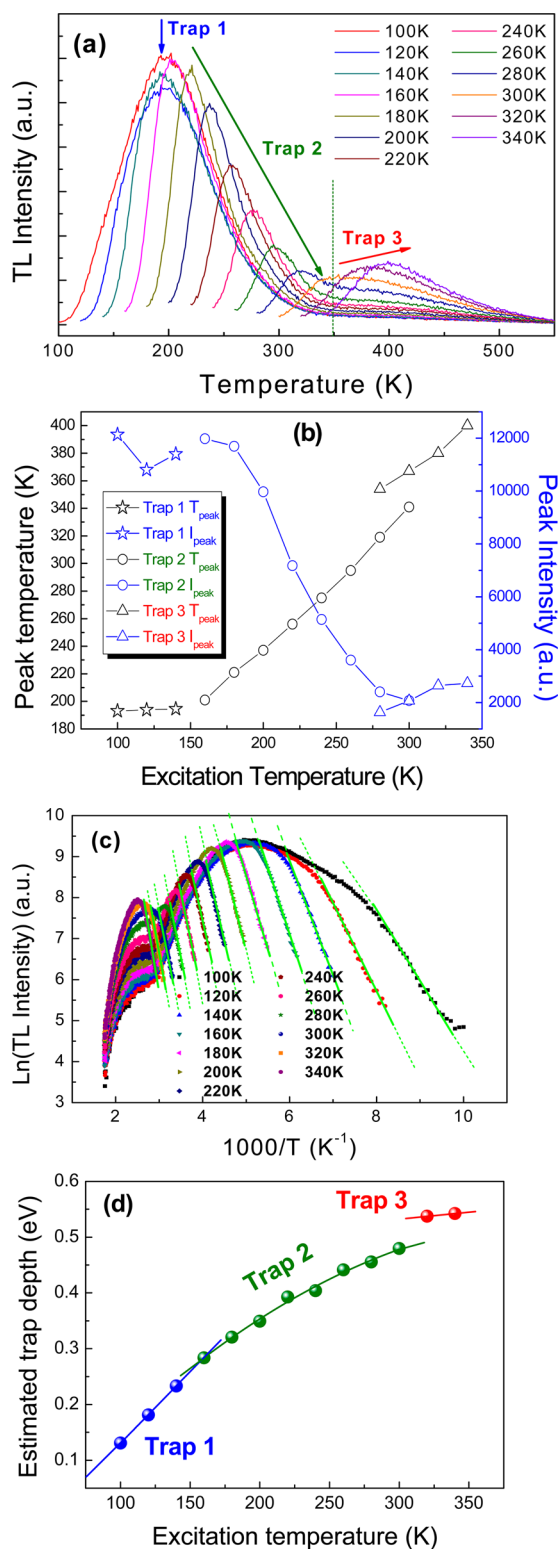 (a)
Trap 1
Trap 2
Trap 3
100K
120K
140K
160K
180K
200K
220K
240K
260K
280K
300K
320K
340K
TL Intensity (a.u.)
100 200 300 400 500
Temperature (K)
(b)
400
380
360
340
320
300
280
260
240
220
200
180
Peak temperature (K)
Trap 1 Tpeak
Trap 1 Ipeak
Trap 2 Tpeak
Trap 2 Ipeak
Trap 3 Tpeak
Trap 3 Ipeak
12000
10000
8000
6000
4000
2000
Peak Intensity (a.u.)
100 150 200 250 300 350
Excitation Temperature (K)
(c)
10
9
8
7
6
5
4
3
Ln(TL Intensity) (a.u.)
100K
120K
140K
160K
180K
200K
220K
240K
260K
280K
300K
320K
340K
2 4 6 8 10
1000/T (K-1)
(d)
0.6
0.5
0.4
0.3
0.2
0.1
Estimated trap depth (eV)
Trap 3
Trap 2
Trap 1
100 150 200 250 300 350
Excitation temperature (K)